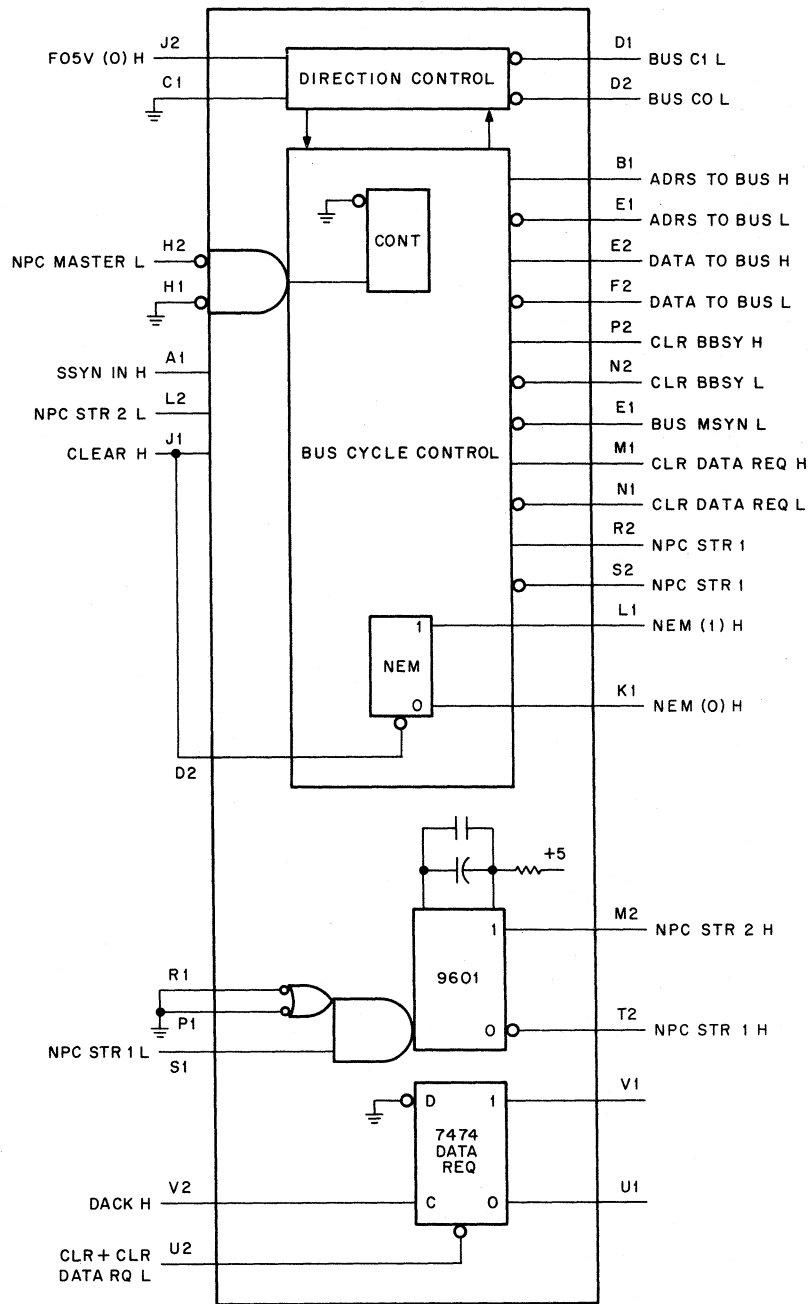 J2
F05V (0) H
C1
DIRECTION CONTROL
D1
BUS C1 L
D2
BUS CO L
B1
ADRS TO BUS H
E1
ADRS TO BUS L
E2
DATA TO BUS H
F2
DATA TO BUS L
P2
CLR BBSY H
N2
CLR BBSY L
E1
BUS MSYN L
M1
CLR DATA REQ H
N1
CLR DATA REQ L
R2
NPC STR 1
S2
NPC STR 1
L1
NEM (1) H
K1
NEM (0) H
CONT
H2
NPC MASTER L
H1
A1
SSYN IN H
L2
NPC STR 2 L
J1
CLEAR H
BUS CYCLE CONTROL
1
NEM
0
D2
+5
M2
1
NPC STR 2 H
9601
R1
P1
T2
0
NPC STR 1 H
NPC STR 1 L
S1
V1
D 1
7474
DATA
REQ
V2
DACK H
C 0
U1
CLR + CLR U2
DATA RQ L